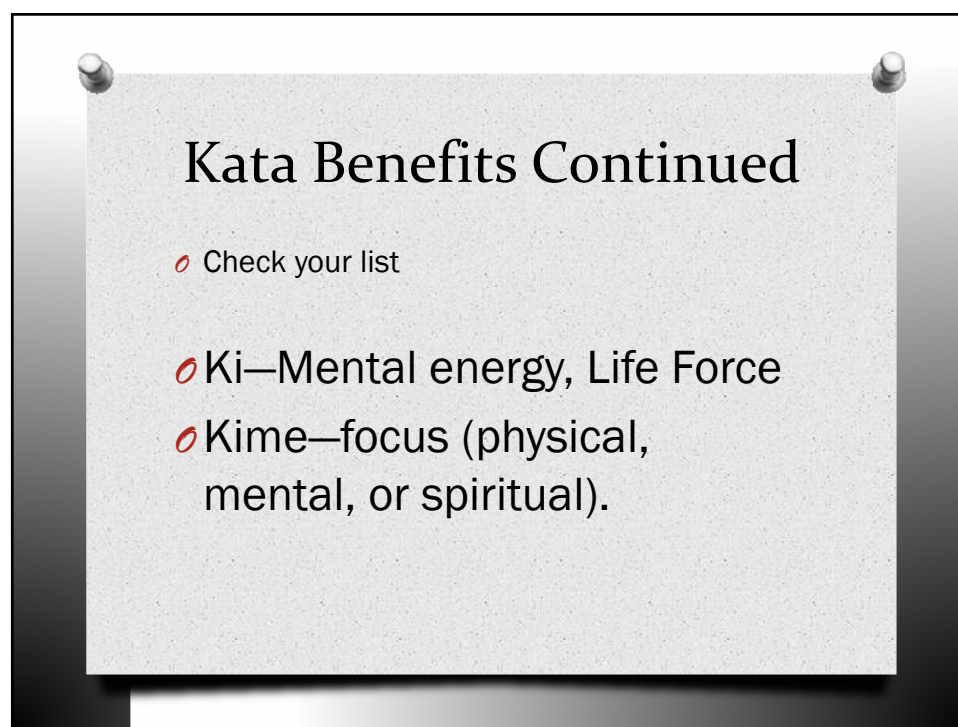 Kata Benefits Continued
Check your list
Ki—Mental energy, Life Force
Kime—focus (physical,
mental, or spiritual).